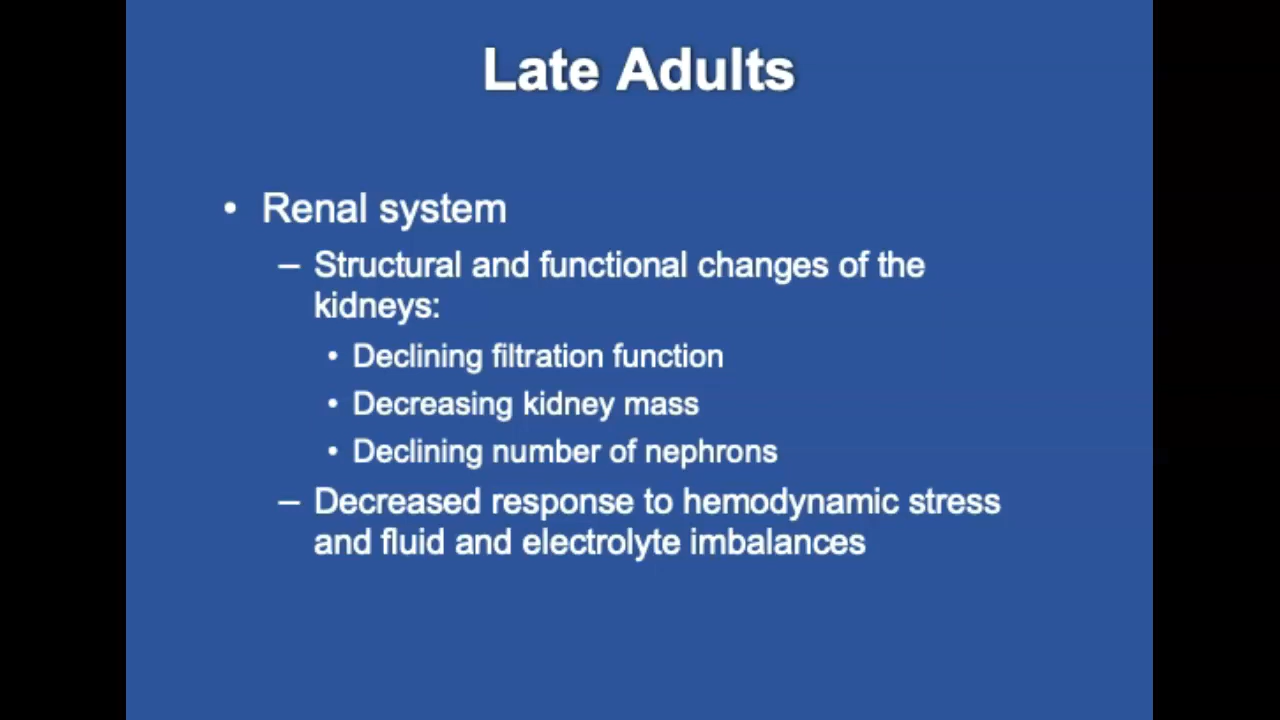 Late Adults
• Renal system
– Structural and functional changes of the
kidneys:
• Declining filtration function
• Decreasing kidney mass
• Declining number of nephrons
– Decreased response to hemodynamic stress
and fluid and electrolyte imbalances